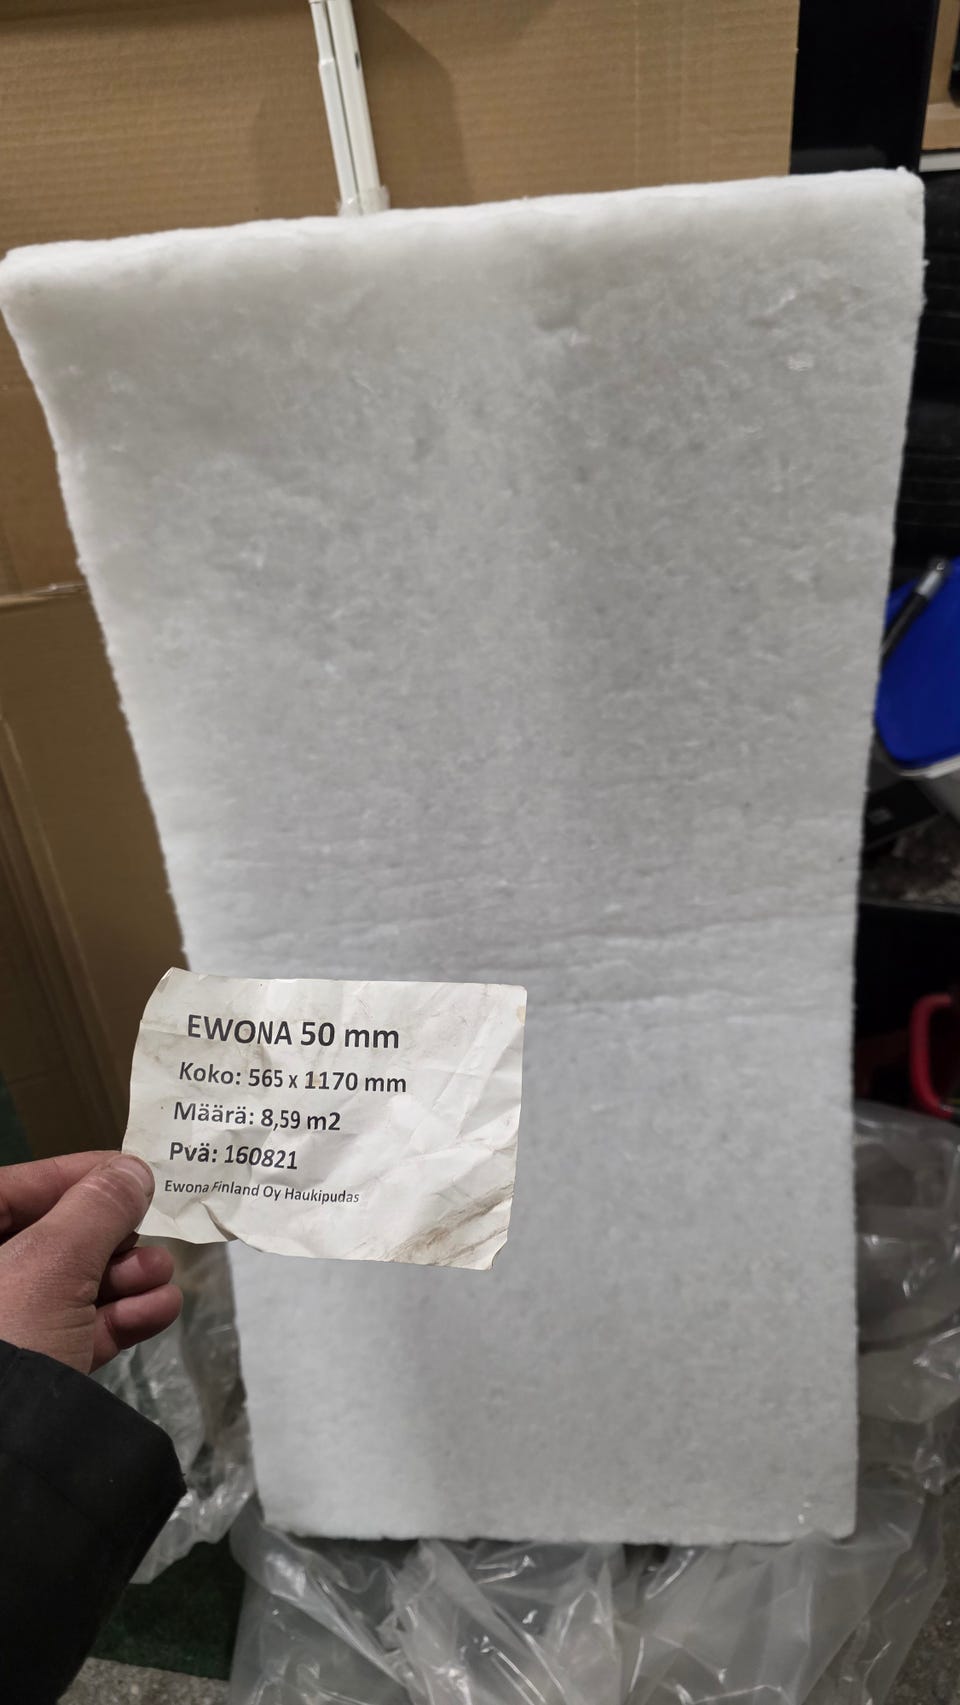 EWONA 50 mm
Koko: 565 x 1170 mm
Määrä: 8,59 m2
Pvä: 160821
Ewona Finland Oy Haukipudas